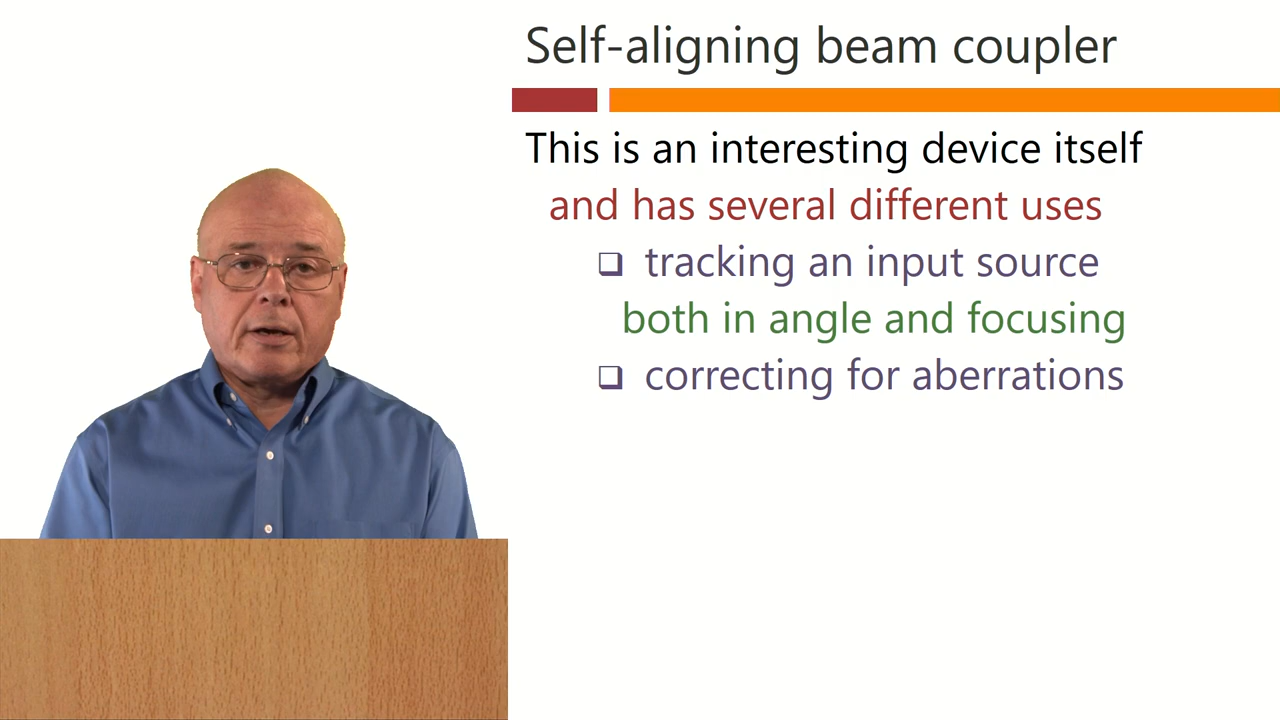 Self-aligning beam coupler
This is an interesting device itself
and has several different uses
❑ tracking an input source
both in angle and focusing
❑ correcting for aberrations